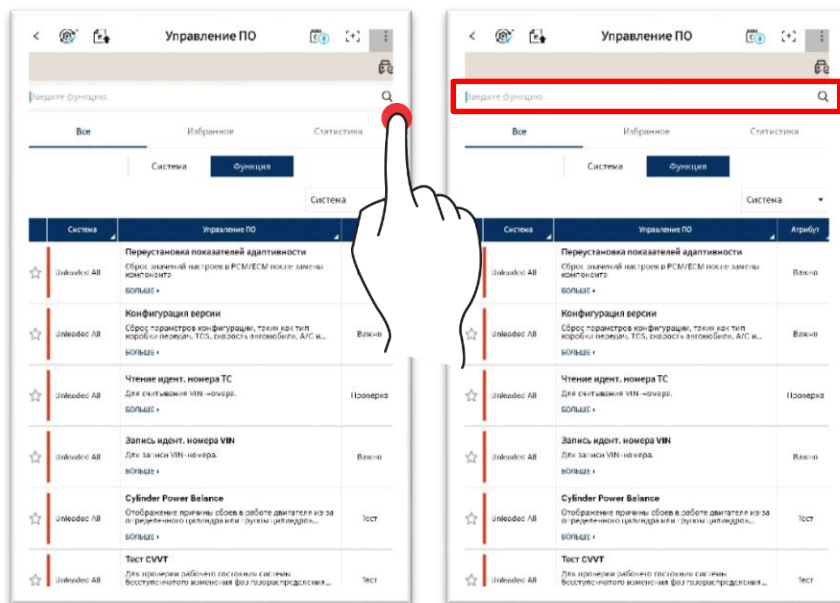 Управление ПО
Введите функцию.
Все Избранное Статистика
Система Функция
Система
Система Управление ПО
Переустановка показателей адаптивности
Сброс значений настроек в PCM/ECM после замены
компонента
БОЛЬШЕ
Unleaded All
Конфигурация версии
Сброс параметров конфигурации, таких как тип
коробки передач, TCS, скорость автомобиля, A/C и...
БОЛЬШЕ
Unleaded All Важно
Чтение идент. номера ТС
Для считывания VIN-номера.
БОЛЬШЕ
Unleaded All Проверка
Запись идент. номера VIN
Для записи VIN-номера.
БОЛЬШЕ
Unleaded All Важно
Cylinder Power Balance
Отображение причины сбоев в работе двигателя из-за
определенного цилиндра или группы цилиндров...
БОЛЬШЕ
Unleaded All Тест
Тест CVVT
Для проверки рабочего состояния системы
бесступенчатого изменения фаз газораспределения...
Unleaded All Тест
Управление ПО
Введите функцию.
Все Избранное Статистика
Система Функция
Система
Система Управление ПО Атрибут
Переустановка показателей адаптивности
Сброс значений настроек в PCM/ECM после замены
компонента
БОЛЬШЕ
Unleaded All Важно
Конфигурация версии
Сброс параметров конфигурации, таких как тип
коробки передач, TCS, скорость автомобиля, A/C и...
БОЛЬШЕ
Unleaded All Важно
Чтение идент. номера ТС
Для считывания VIN-номера.
БОЛЬШЕ
Unleaded All Проверка
Запись идент. номера VIN
Для записи VIN-номера.
БОЛЬШЕ
Unleaded All Важно
Cylinder Power Balance
Отображение причины сбоев в работе двигателя из-за
определенного цилиндра или группы цилиндров...
БОЛЬШЕ
Unleaded All Тест
Тест CVVT
Для проверки рабочего состояния системы
бесступенчатого изменения фаз газораспределения...
Unleaded All Тест